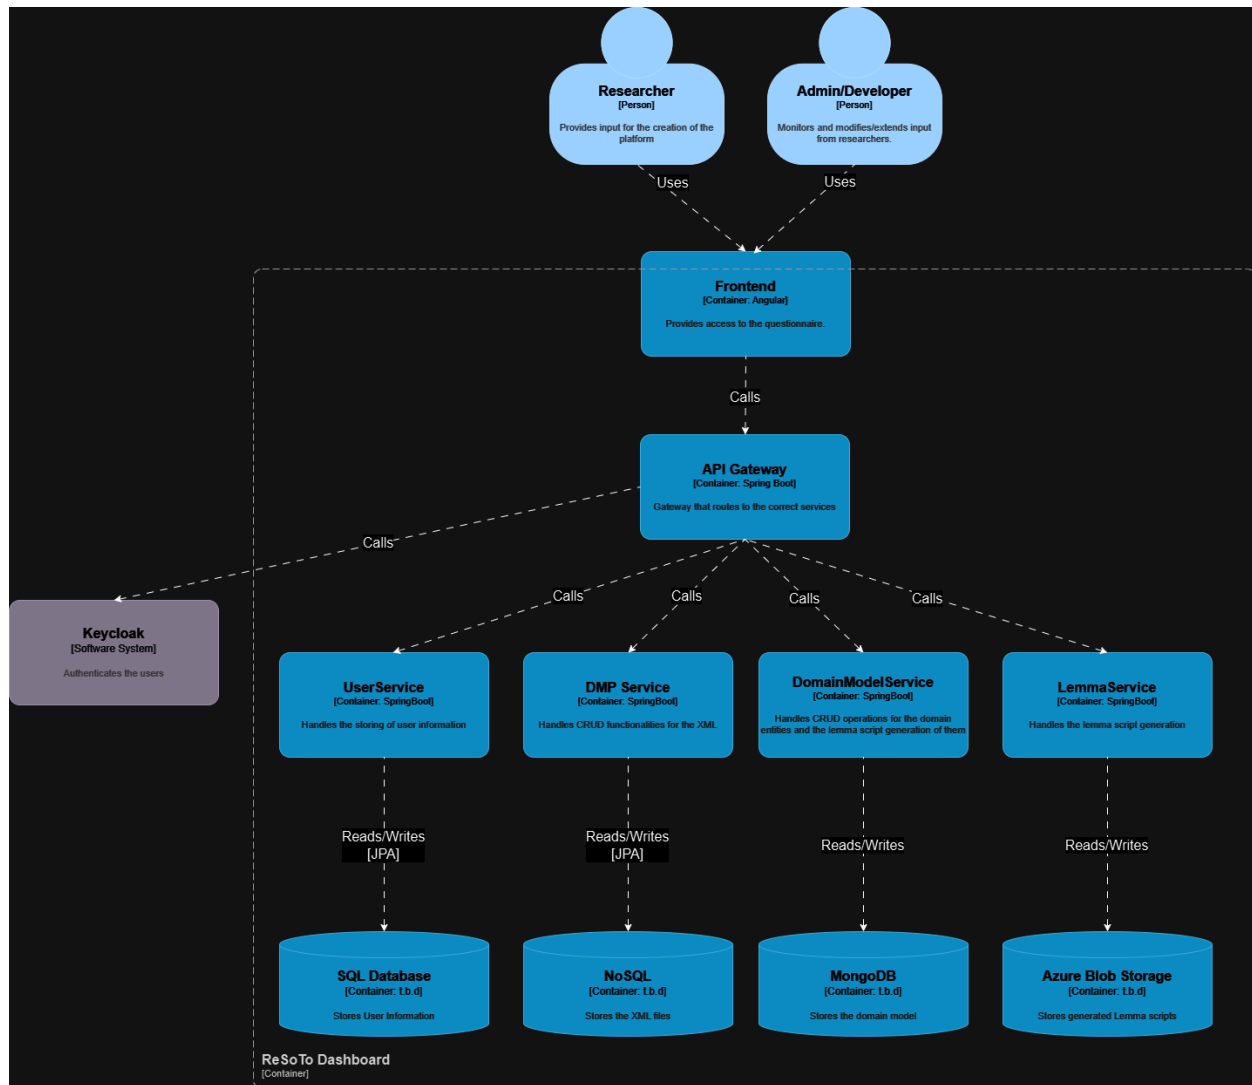 Researcher
[Person]
Provides input for the creation of the
platform
Admin/Developer
[Person]
Monitors and modifies/extends input
from researchers.
Uses
Uses
Frontend
[Container: Angular]
Provides access to the questionnaire.
Calls
API Gateway
[Container: Spring Boot]
Gateway that routes to the correct services
Calls
Calls
Calls
Calls
Calls
Keycloak
[Software System]
Authenticates the users
UserService
[Container: SpringBoot]
Handles the storing of user information
DMP Service
[Container: SpringBoot]
Handles CRUD functionalities for the XML
DomainModelService
[Container: SpringBoot]
Handles CRUD operations for the domain
entities and the lemma script generation of them
LemmaService
[Container: SpringBoot]
Handles the lemma script generation
Reads/Writes
[JPA]
Reads/Writes
[JPA]
Reads/Writes
Reads/Writes
SQL Database
[Container: t.b.d]
Stores User Information
NoSQL
[Container: t.b.d]
Stores the XML files
MongoDB
[Container: t.b.d]
Stores the domain model
Azure Blob Storage
[Container: t.b.d]
Stores generated Lemma scripts
ReSoTo Dashboard
[Container]